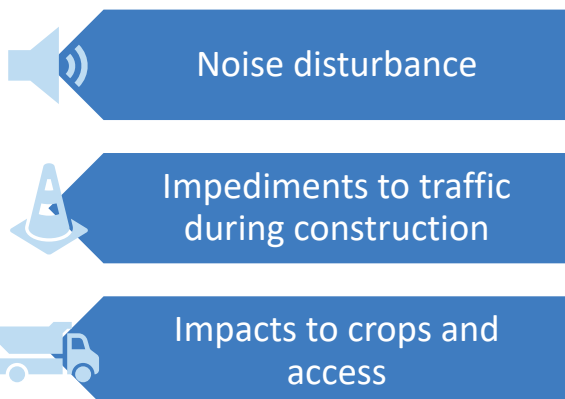 Noise disturbance
Impediments to traffic
during construction
Impacts to crops and
access